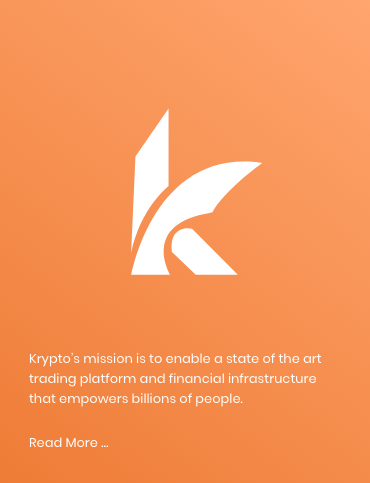 Krypto's mission is to enable a state of the art
trading platform and financial infrastructure
that empowers billions of people.
Read More ...